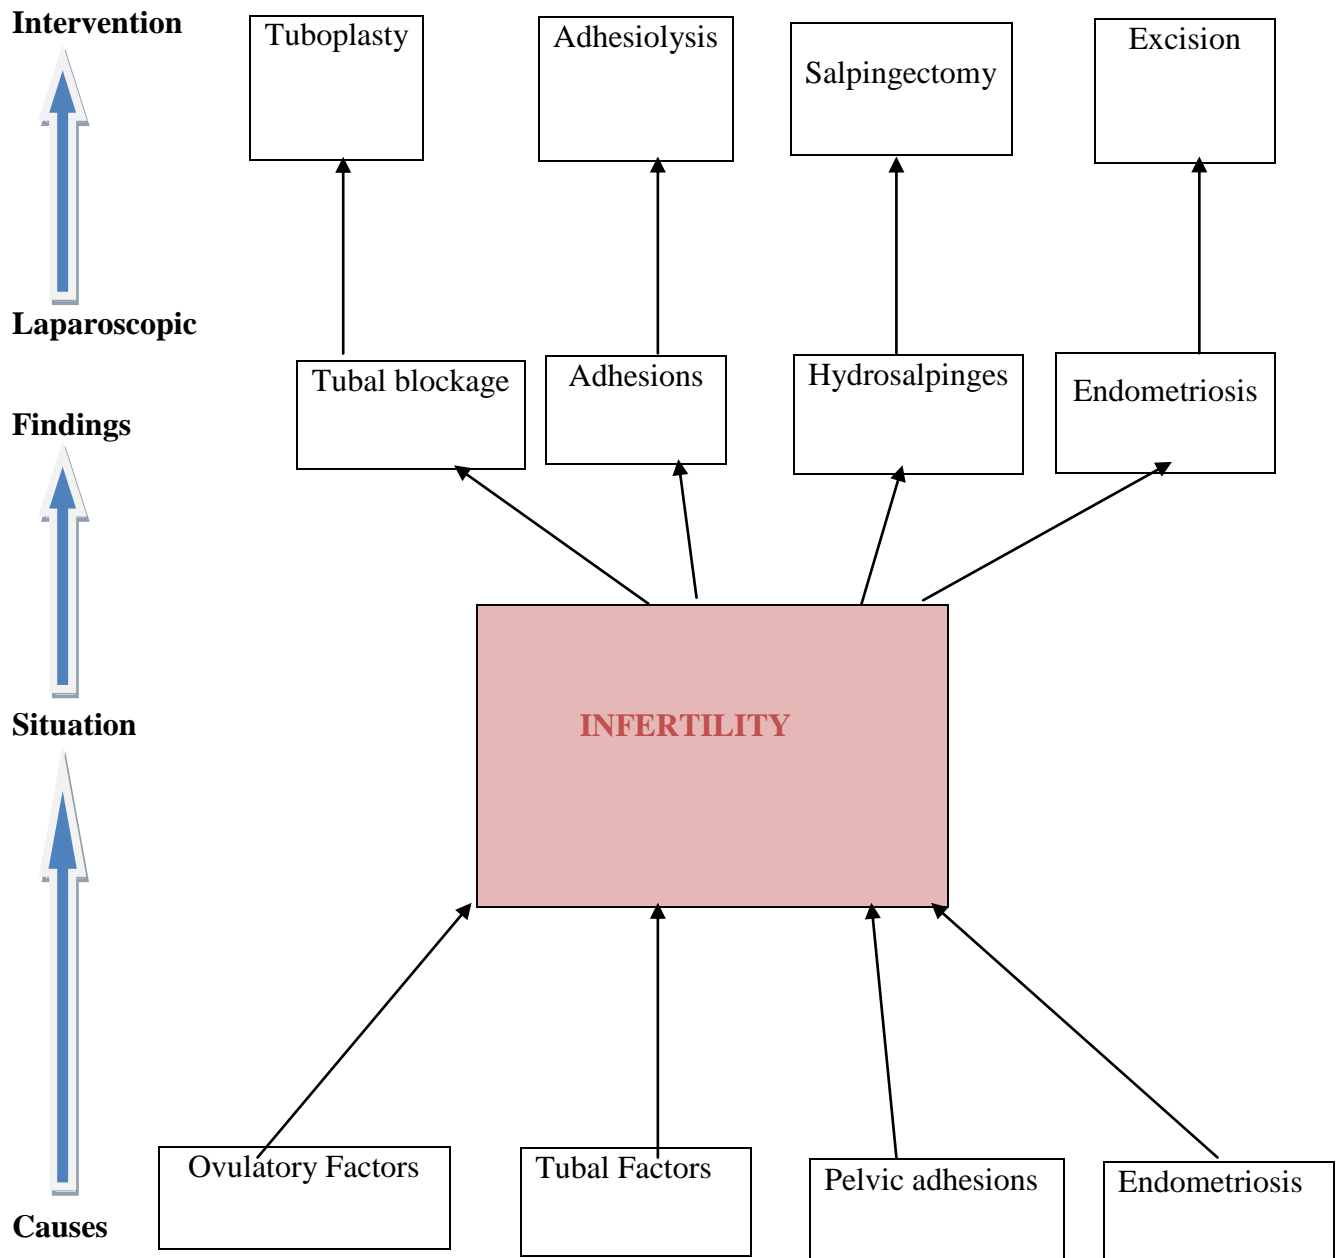 Intervention
Tuboplasty
Adhesiolysis
Salpingectomy
Excision
Laparoscopic
Tubal blockage
Adhesions
Hydrosalpinges
Endometriosis
Findings
Situation
INFERTILITY
Ovulatory Factors
Tubal Factors
Pelvic adhesions
Endometriosis
Causes